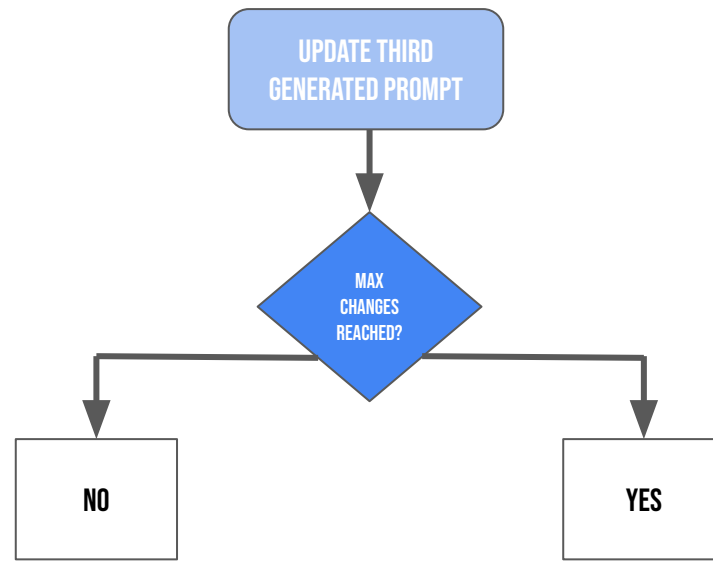 UPDATE THIRD
GENERATED PROMPT
MAX
CHANGES
REACHED?
NO
YES